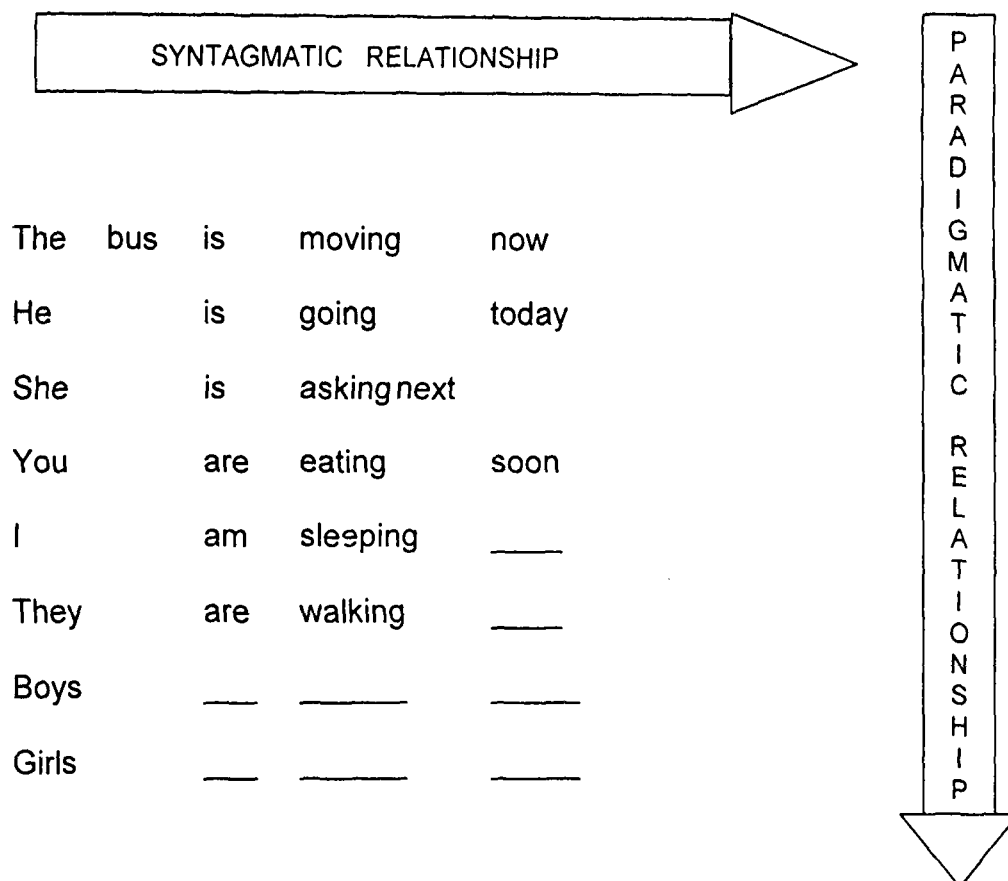 SYNTAGMATIC RELATIONSHIP
PARADIGMATIC RELATIONSHIP
The bus is moving now
He is going today
She is asking next
You are eating soon
I am sleeping ____
They are walking ____
Boys ___ ______ _____
Girls ___ ______ _____